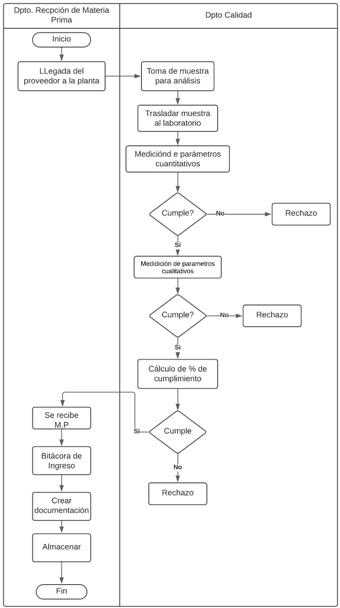 Dpto. Recpción de Materia
Prima
Dpto Calidad
Inicio
LLegada del
proveedor a la planta
Toma de muestra
para análisis
Trasladar muestra
al laboratorio
Mediciónd e parámetros
cuantitativos
Cumple?
No
Rechazo
Sí
Medidición de parametros
cualitativos
Cumple?
No
Rechazo
Si
Cálculo de % de
cumplimiento
Se recibe
M.P
Sí
Cumple
Bitácora de
Ingreso
No
Crear
documentación
Rechazo
Almacenar
Fin